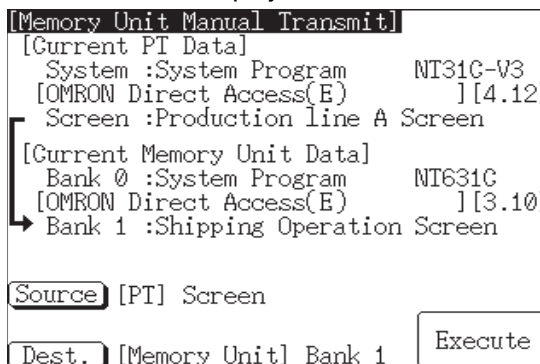 [Memory Unit Manual Transmit]
[Current PT Data]
System :System Program NT31C-V3
[OMRON Direct Access(E) ][4.12
Screen :Production line A Screen
[Current Memory Unit Data]
Bank 0 :System Program NT631C
[OMRON Direct Access(E) ][3.10
Bank 1 :Shipping Operation Screen
Source [PT] Screen
Execute
Dest. [Memory Unit] Bank 1